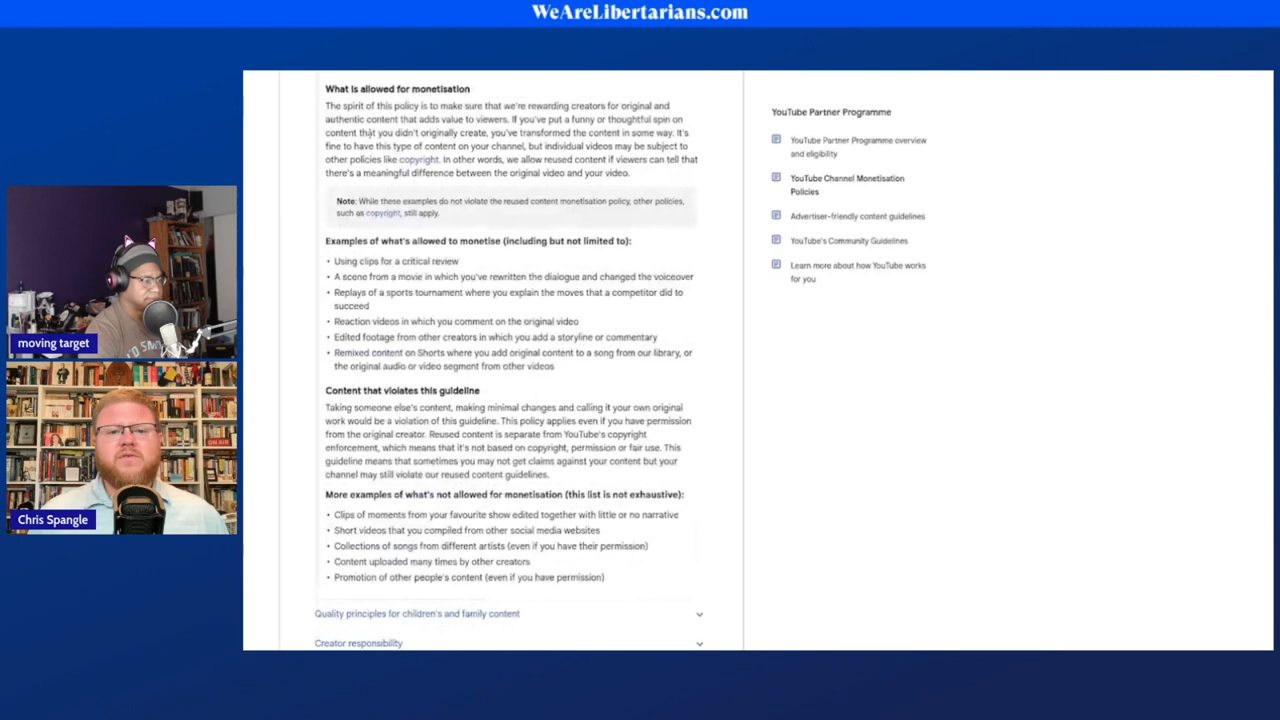 WeAreLibertarians.com
What is allowed for monetisation
The spirit of this policy is to make sure that we're rewarding creators for original and
authentic content that adds value to viewers. If you've put a funny or thoughtful spin on
content that you didn't originally create, you've transformed the content in some way. It's
fine to have this type of content on your channel, but individual videos may be subject to
other policies like copyright. In other words, we allow reused content if viewers can tell that
there's a meaningful difference between the original video and your video.
Note: While these examples do not violate the reused content monetisation policy, other policies,
such as copyright, still apply.
Examples of what's allowed to monetise (including but not limited to):
• Using clips for a critical review
• A scene from a movie in which you've rewritten the dialogue and changed the voiceover
• Replays of a sports tournament where you explain the moves that a competitor did to
succeed
• Reaction videos in which you comment on the original video
• Edited footage from other creators in which you add a storyline or commentary
• Remixed content on Shorts where you add original content to a song from our library, or
the original audio or video segment from other videos
Content that violates this guideline
Taking someone else's content, making minimal changes and calling it your own original
work would be a violation of this guideline. This policy applies even if you have permission
from the original creator. Reused content is separate from YouTube's copyright
enforcement, which means that it's not based on copyright, permission or fair use. This
guideline means that sometimes you may not get claims against your content but your
channel may still violate our reused content guidelines.
More examples of what's not allowed for monetisation (this list is not exhaustive):
• Clips of moments from your favourite show edited together with little or no narrative
• Short videos that you compiled from other social media websites
• Collections of songs from different artists (even if you have their permission)
• Content uploaded many times by other creators
• Promotion of other people's content (even if you have permission)
Quality principles for children's and family content
Creator responsibility
YouTube Partner Programme
YouTube Partner Programme overview
and eligibility
YouTube Channel Monetisation
Policies
Advertiser-friendly content guidelines
YouTube's Community Guidelines
Learn more about how YouTube works
for you
moving target
ON AIR
Chris Spangle